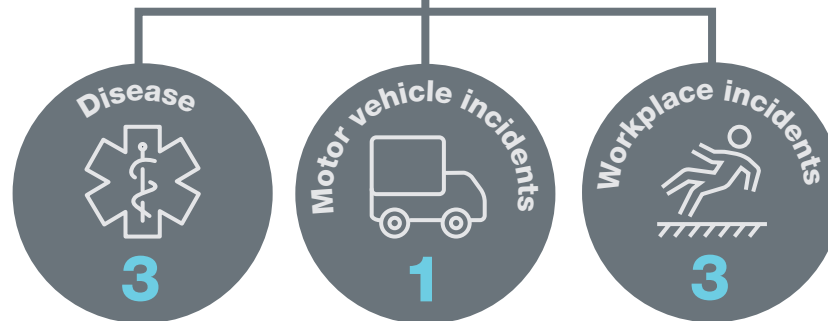 Disease
3
Motor vehicle incidents
1
Workplace incidents
3